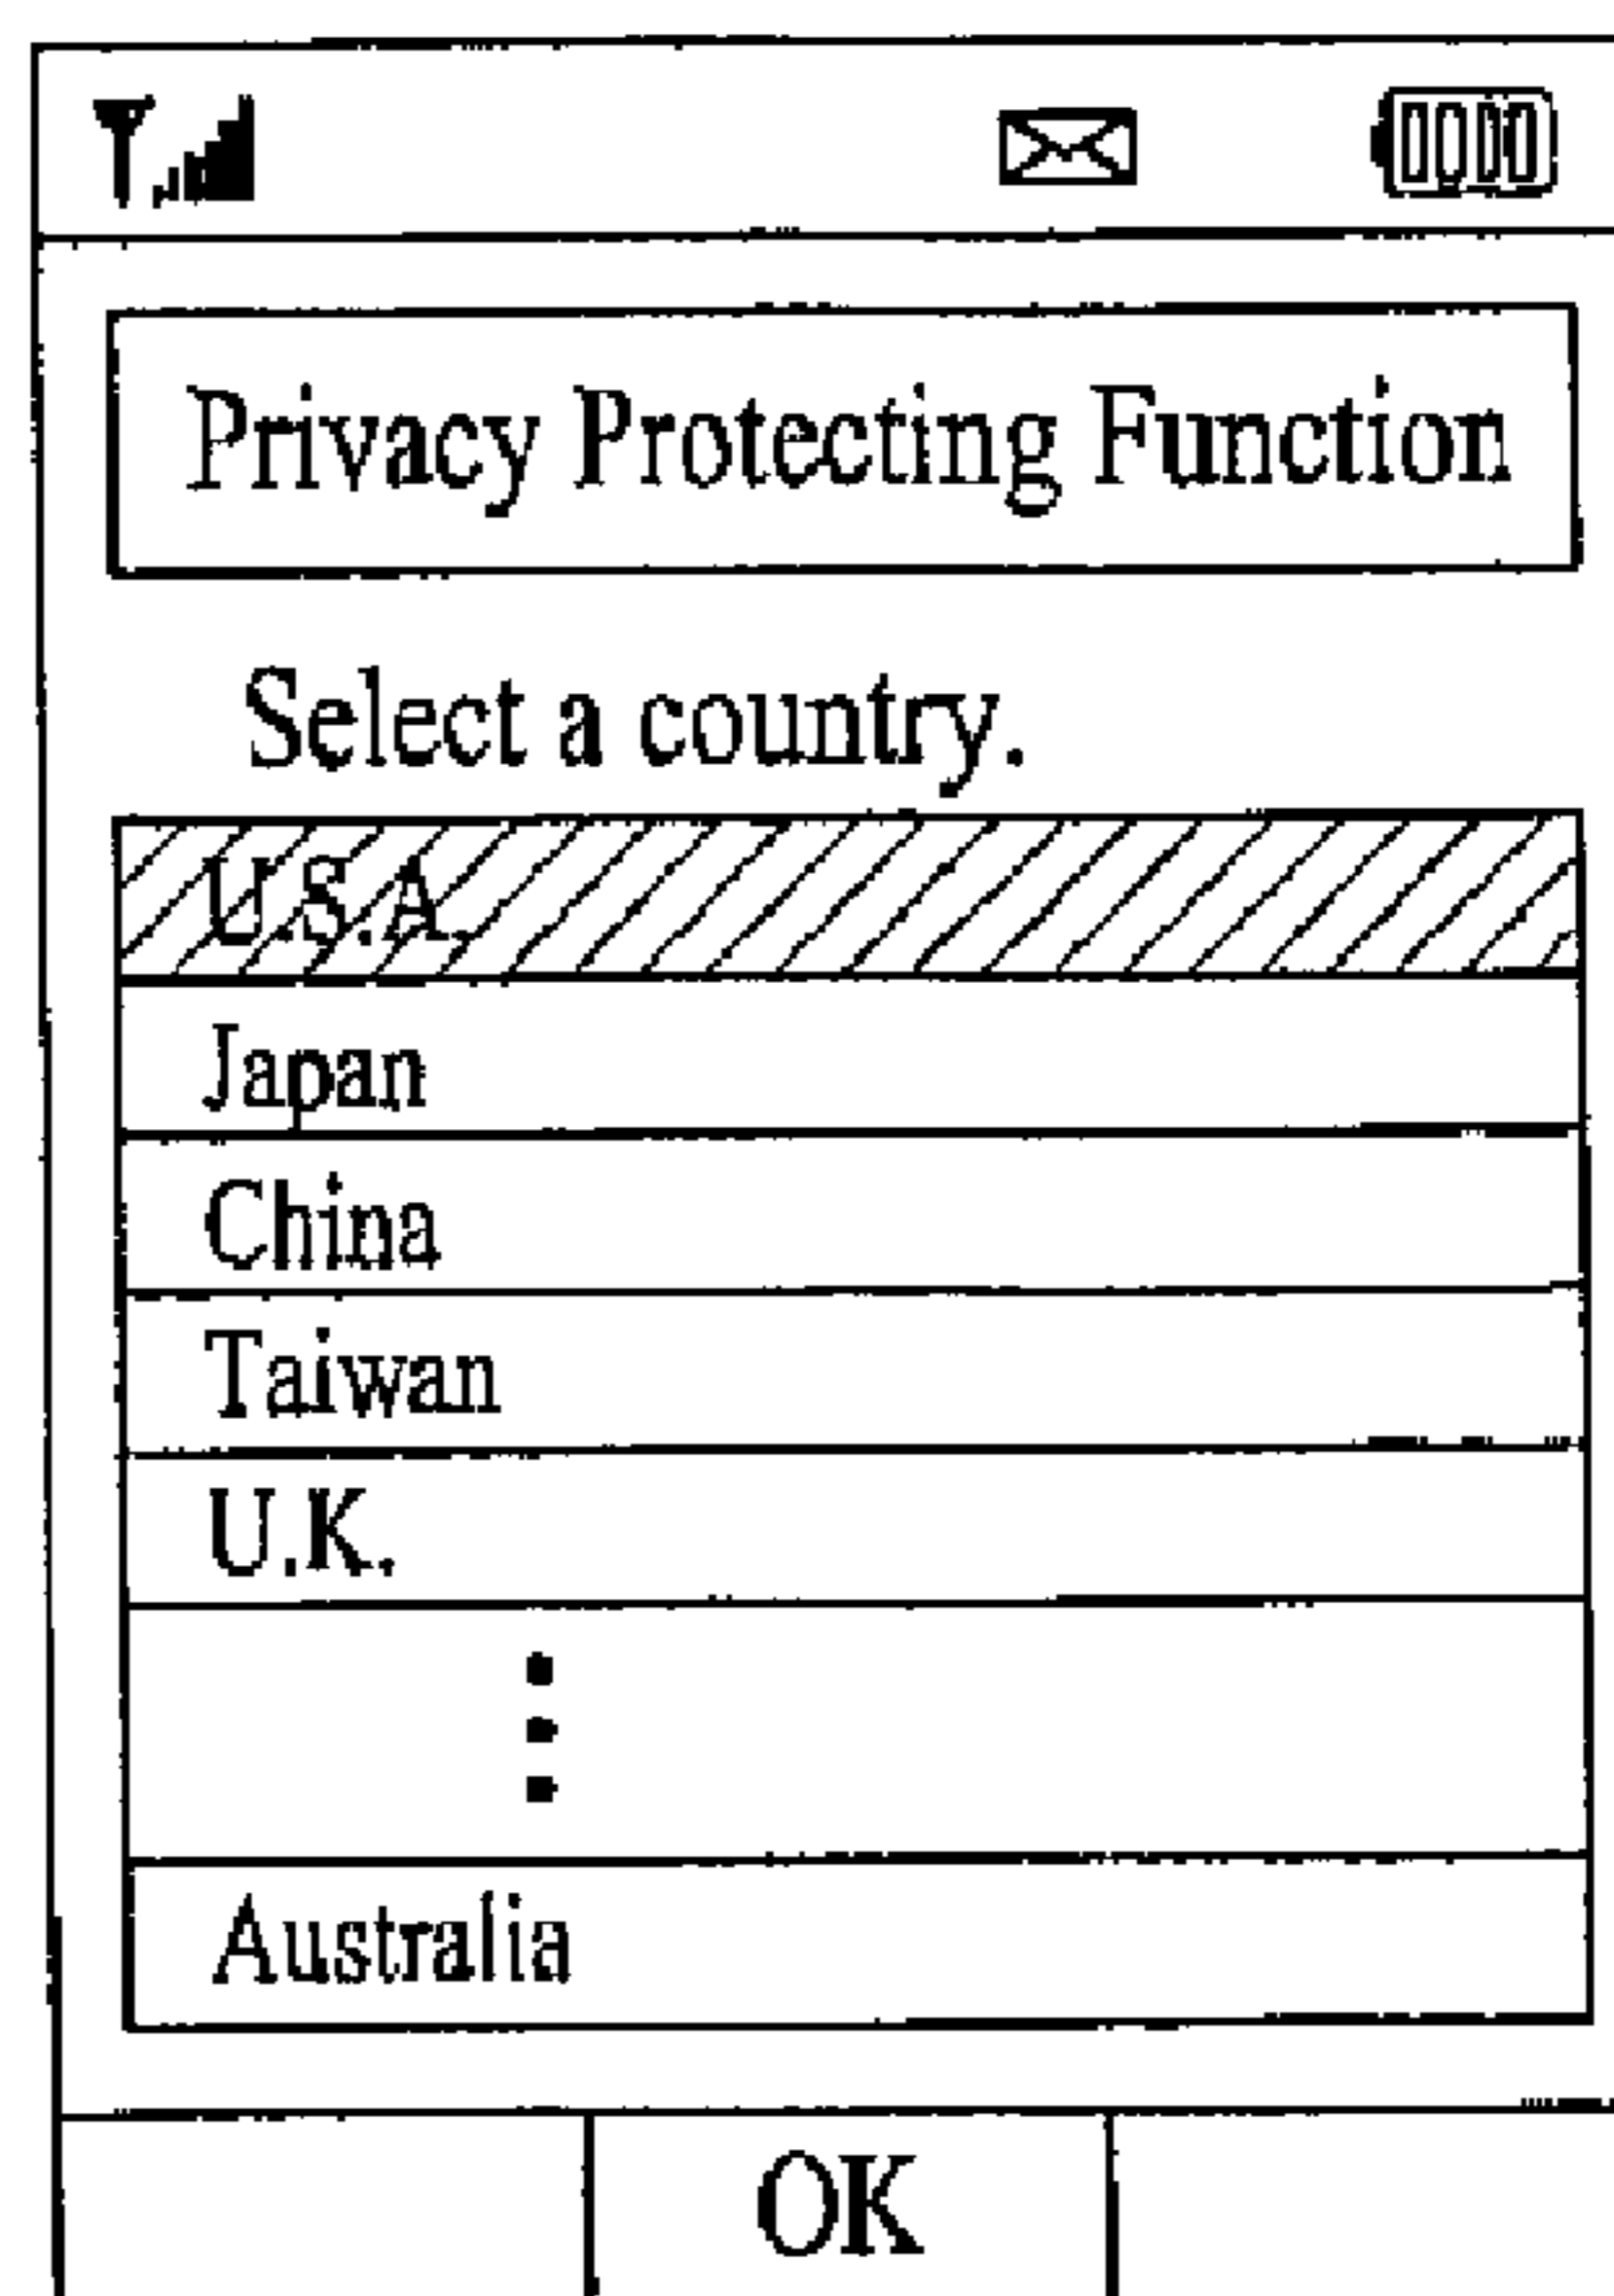 Privacy Protecting Function
Select a country.
U.S.A.
Japan
China
Taiwan
U.K.
Australia
OK